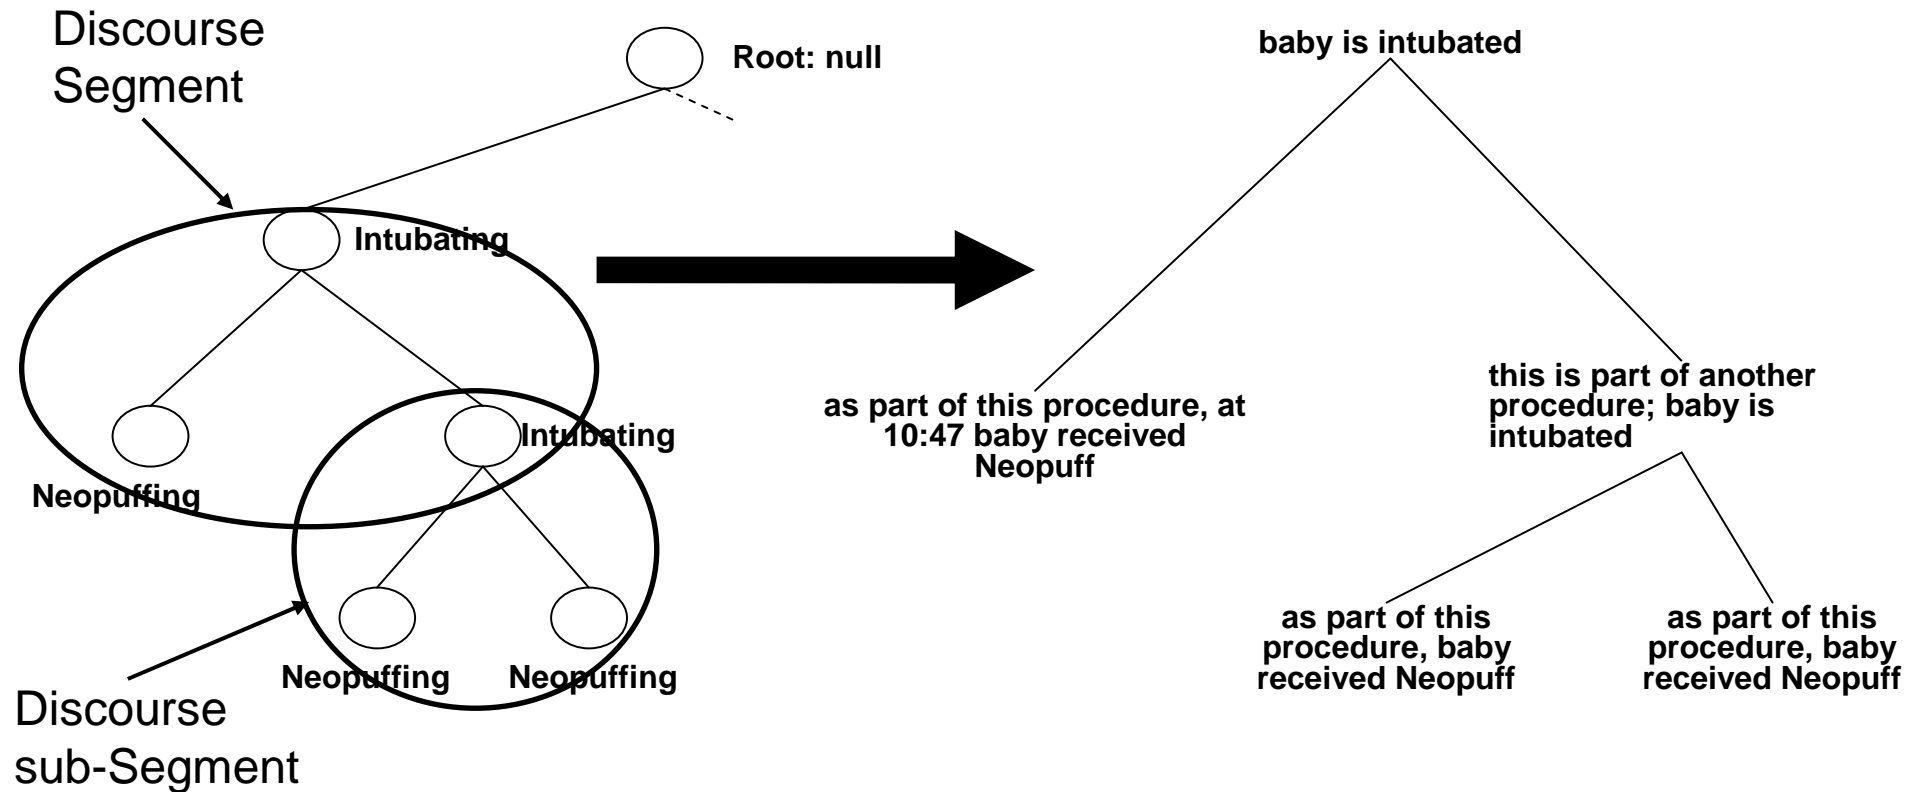 Discourse
Segment
Root: null
Intubating
Neopuffing
Intubating
Neopuffing
Neopuffing
Discourse
sub-Segment
baby is intubated
as part of this procedure, at
10:47 baby received
Neopuff
this is part of another
procedure; baby is
intubated
as part of this
procedure, baby
received Neopuff
as part of this
procedure, baby
received Neopuff